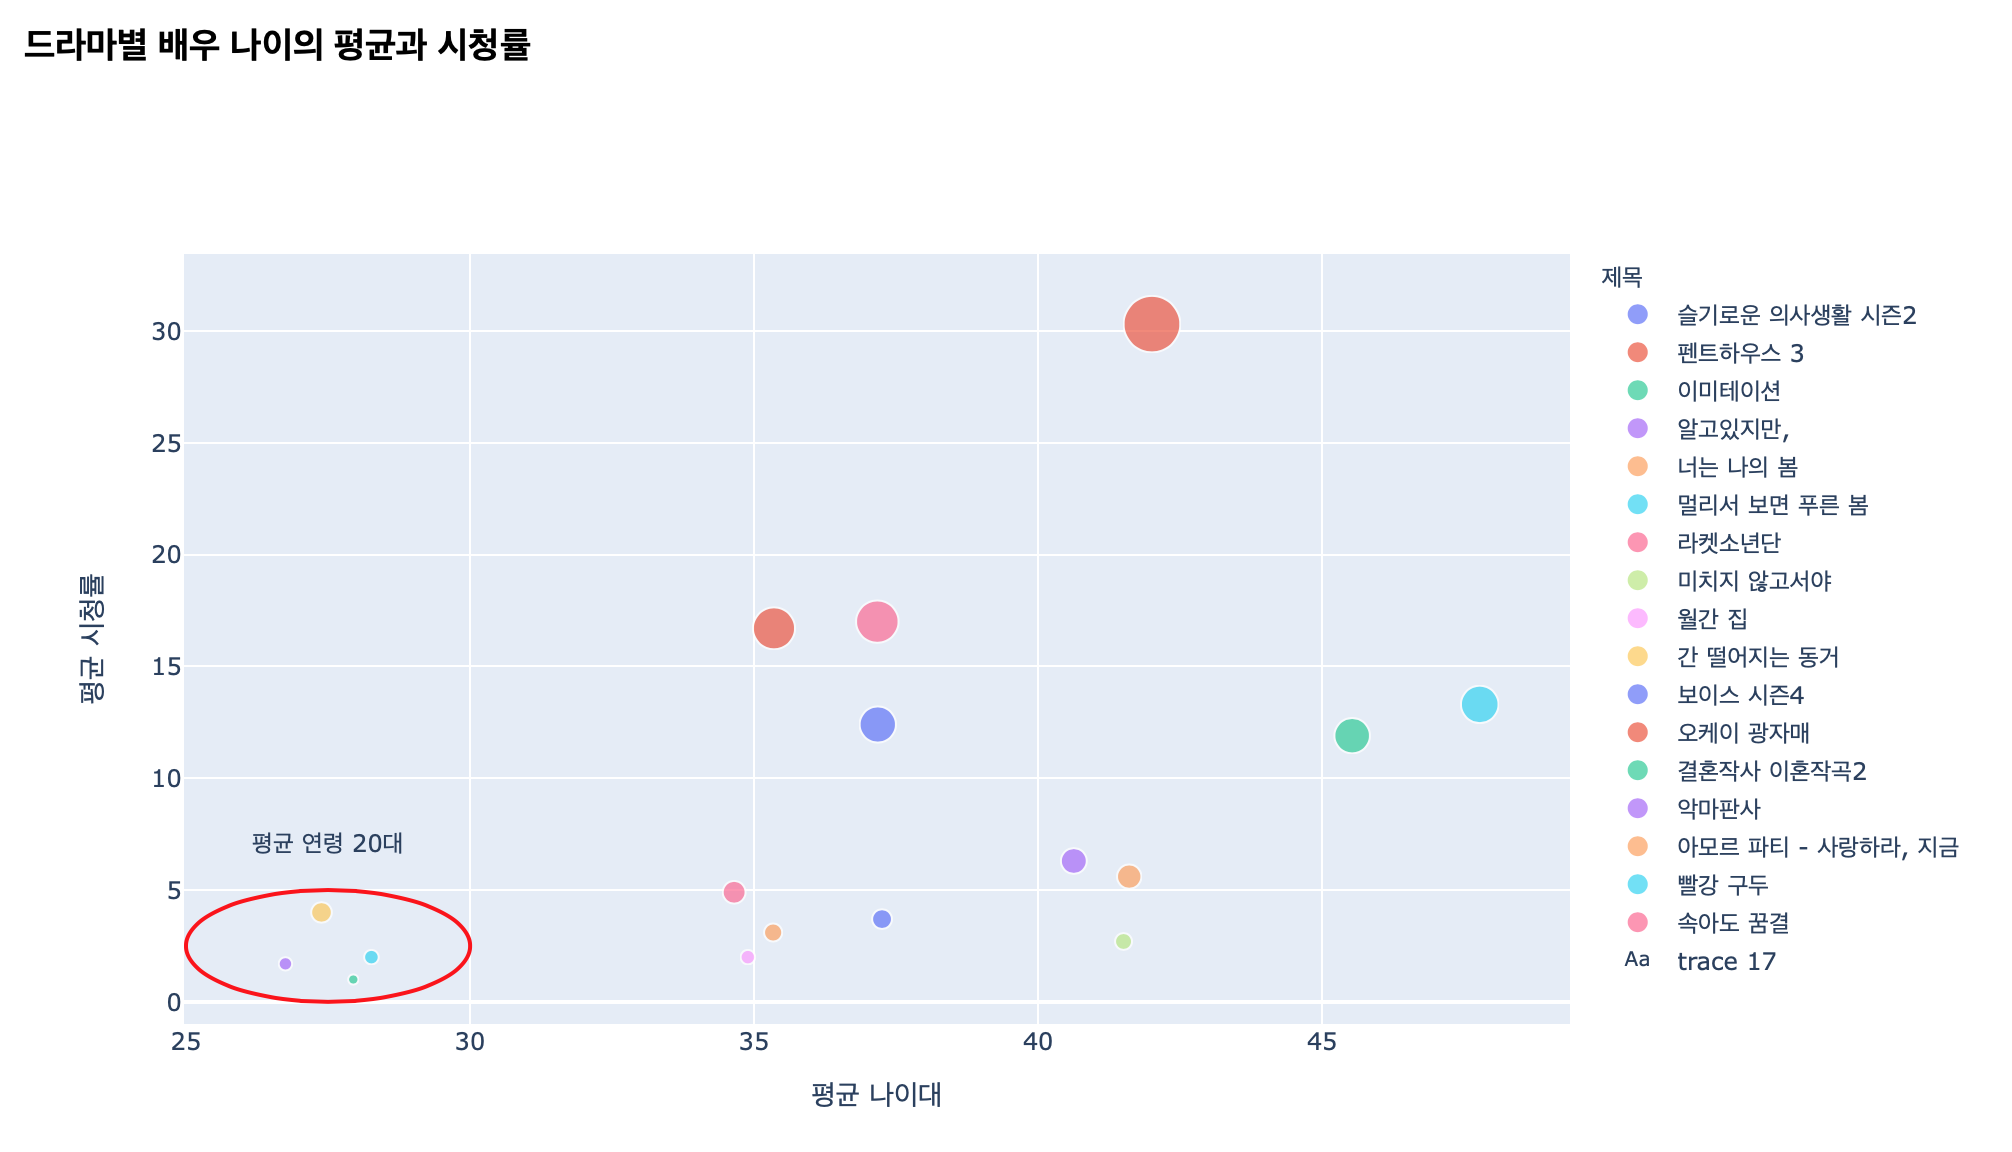 드라마별 배우 나이의 평균과 시청률
평균 시청률
30
25
20
15
10
5
0
평균 연령 20대
25
30
35
40
45
평균 나이대
제목
슬기로운 의사생활 시즌2
펜트하우스 3
이미테이션
알고있지만,
너는 나의 봄
멀리서 보면 푸른 봄
라켓소년단
미치지 않고서야
월간 집
간 떨어지는 동거
보이스 시즌4
오케이 광자매
결혼작사 이혼작곡2
악마판사
아모르 파티 - 사랑하라, 지금
빨강 구두
속아도 꿈결
Aa trace 17